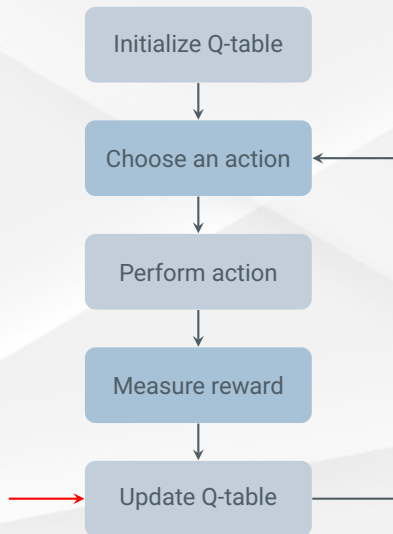 Initialize Q-table
Choose an action
Perform action
Measure reward
Update Q-table